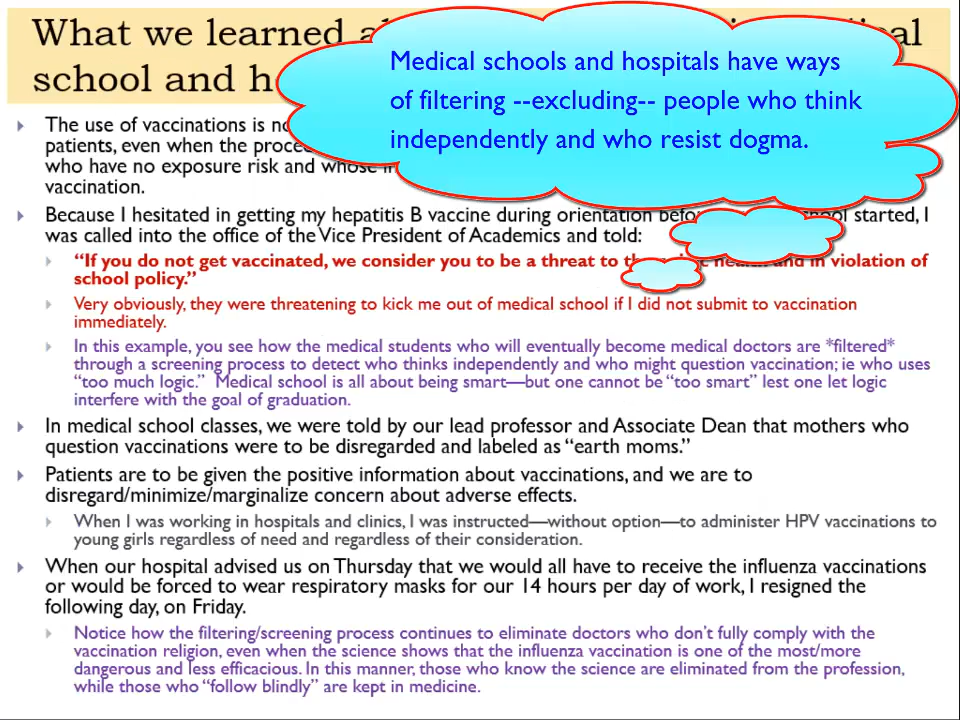 What we learned a
ical
school and h
Medical schools and hospitals have ways
of filtering --excluding-- people who think
independently and who resist dogma.
The use of vaccinations is no
patients, even when the proce
who have no exposure risk and whose
vaccination.
Because I hesitated in getting my hepatitis B vaccine during orientation before school started, I
was called into the office of the Vice President of Academics and told:
“If you do not get vaccinated, we consider you to be a threat to health and in violation of
school policy.”
Very obviously, they were threatening to kick me out of medical school if I did not submit to vaccination
immediately.
In this example, you see how the medical students who will eventually become medical doctors are *filtered*
through a screening process to detect who thinks independently and who might question vaccination; ie who uses
“too much logic.” Medical school is all about being smart—but one cannot be “too smart” lest one let logic
interfere with the goal of graduation.
In medical school classes, we were told by our lead professor and Associate Dean that mothers who
question vaccinations were to be disregarded and labeled as “earth moms.”
Patients are to be given the positive information about vaccinations, and we are to
disregard/minimize/marginalize concern about adverse effects.
When I was working in hospitals and clinics, I was instructed—without option—to administer HPV vaccinations to
young girls regardless of need and regardless of their consideration.
When our hospital advised us on Thursday that we would all have to receive the influenza vaccinations
or would be forced to wear respiratory masks for our 14 hours per day of work, I resigned the
following day, on Friday.
Notice how the filtering/screening process continues to eliminate doctors who don’t fully comply with the
vaccination religion, even when the science shows that the influenza vaccination is one of the most/more
dangerous and less efficacious. In this manner, those who know the science are eliminated from the profession,
while those who “follow blindly” are kept in medicine.